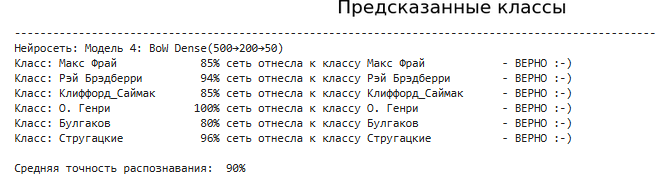 Предсказанные классы
----------------------------------------------------------------------------------------------------
Нейросеть: Модель 4: BoW Dense(500→200→50)
Класс: Макс Фрай 85% сеть отнесла к классу Макс Фрай - ВЕРНО :-)
Класс: Рэй Брэдберри 94% сеть отнесла к классу Рэй Брэдберри - ВЕРНО :-)
Класс: Клиффорд_Саймак 85% сеть отнесла к классу Клиффорд_Саймак - ВЕРНО :-)
Класс: О. Генри 100% сеть отнесла к классу О. Генри - ВЕРНО :-)
Класс: Булгаков 80% сеть отнесла к классу Булгаков - ВЕРНО :-)
Класс: Стругацкие 96% сеть отнесла к классу Стругацкие - ВЕРНО :-)
Средняя точность распознавания: 90%